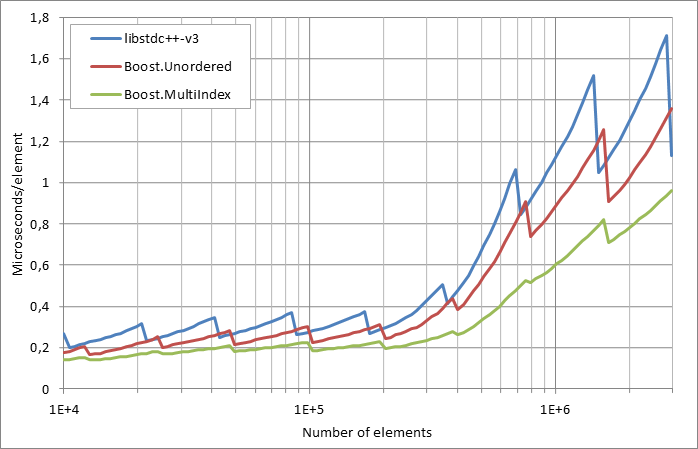 1,8
1,6
1,4
1,2
1
0,8
0,6
0,4
0,2
0
Microseconds/element
libstdc++-v3
Boost.Unordered
Boost.MultiIndex
1E+4 1E+5 1E+6
Number of elements